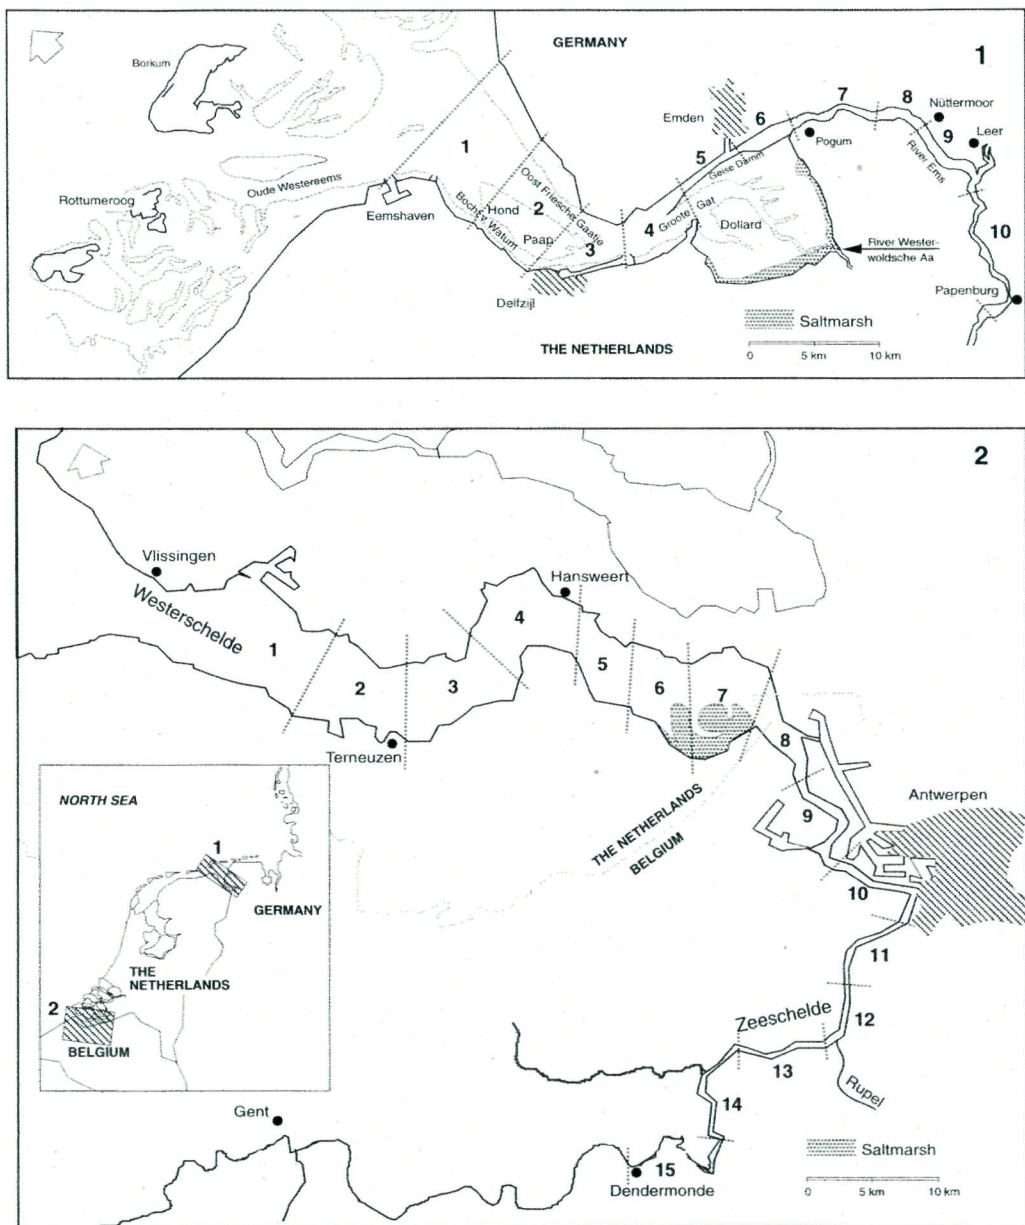 GERMANY
1
Borkum
7
8
Nüttermoor
Emden
6
9
Leer
1
Pogum
5
River Ems
Geise Damm
Oost Friesche Gaatje
Oude Westereems
2
Rottumeroog
Eemshaven
Hond
Groote Gat
10
Bocht v Watum
4
Dollard
Paap
3
River Wester-
woldsche Aa
Delfzijl
Papenburg
Saltmarsh
THE NETHERLANDS
0 5 km 10 km
2
Vlissingen
Hansweert
Westerschelde
4
1
5
2
3
6
7
8
Terneuzen
Antwerpen
NORTH SEA
THE NETHERLANDS
BELGIUM
9
1
10
GERMANY
11
THE
NETHERLANDS
2
Zeeschelde
12
BELGIUM
13
Rupel
14
Gent
Saltmarsh
15
Dendermonde
0 5 km 10 km